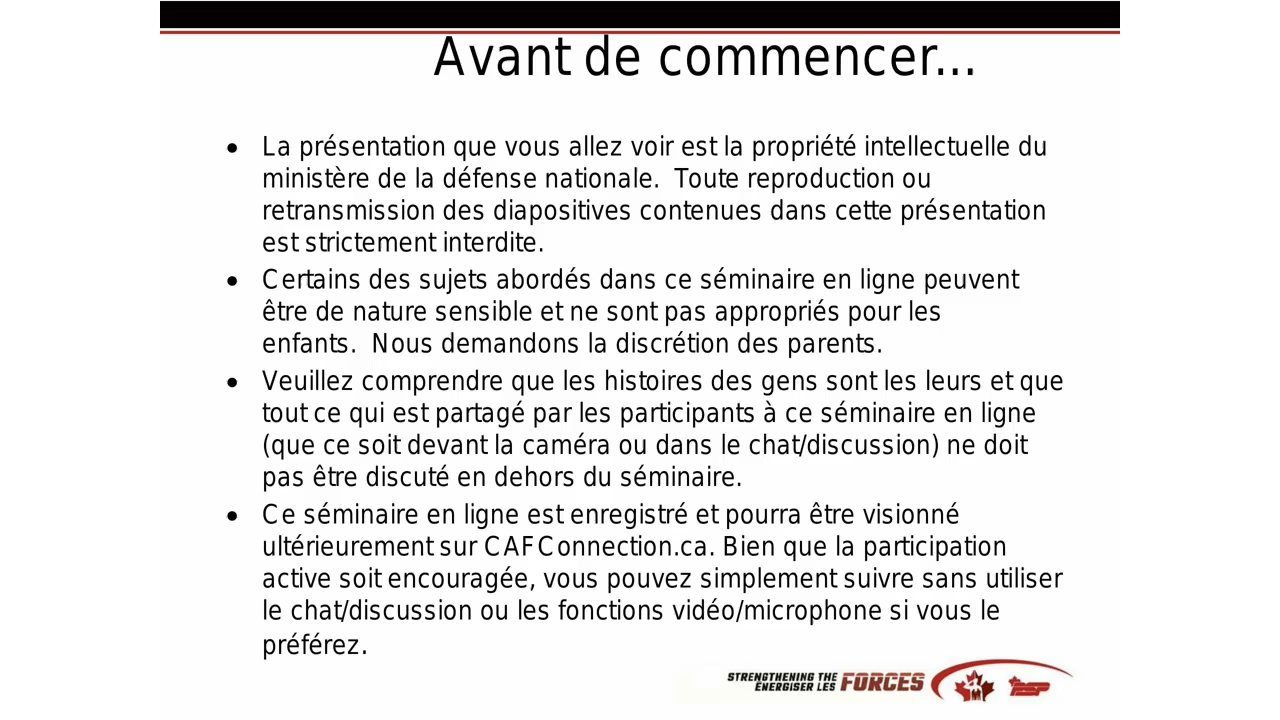 Avant de commencer...
• La présentation que vous allez voir est la propriété intellectuelle du
ministère de la défense nationale.  Toute reproduction ou
retransmission des diapositives contenues dans cette présentation
est strictement interdite.
• Certains des sujets abordés dans ce séminaire en ligne peuvent
être de nature sensible et ne sont pas appropriés pour les
enfants.  Nous demandons la discrétion des parents.
• Veuillez comprendre que les histoires des gens sont les leurs et que
tout ce qui est partagé par les participants à ce séminaire en ligne
(que ce soit devant la caméra ou dans le chat/discussion) ne doit
pas être discuté en dehors du séminaire.
• Ce séminaire en ligne est enregistré et pourra être visionné
ultérieurement sur CAFConnection.ca. Bien que la participation
active soit encouragée, vous pouvez simplement suivre sans utiliser
le chat/discussion ou les fonctions vidéo/microphone si vous le
préférez.
STRENGTHENING THE
ÉNERGISER LES FORCES
PSP